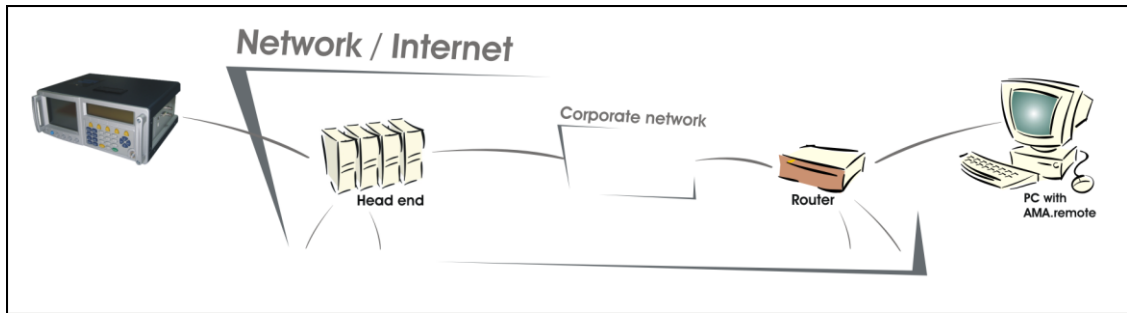 Network / Internet
Corporate network
Head end
Router
PC with
AMA.remote